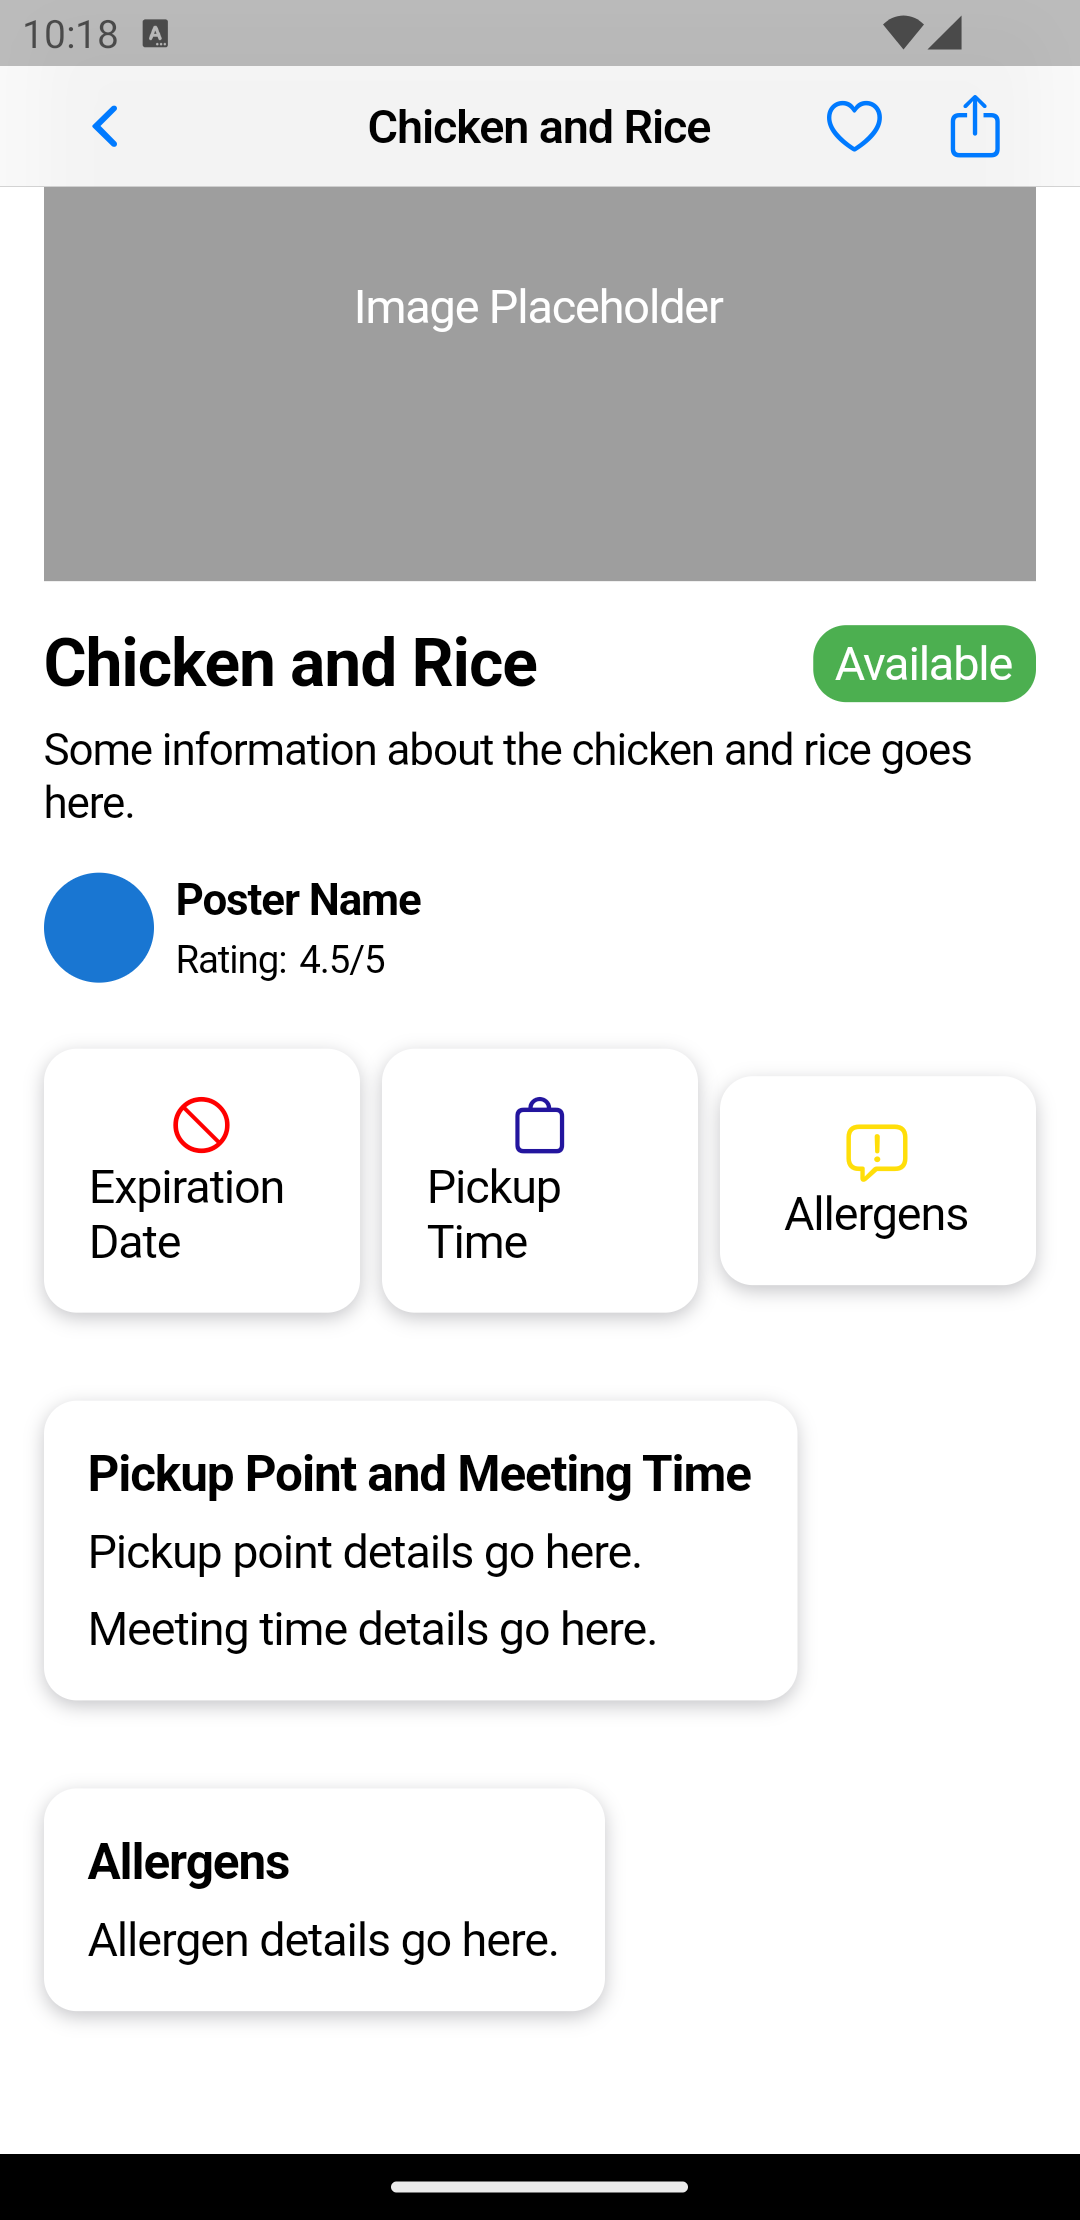 10:18
Chicken and Rice
Image Placeholder
Chicken and Rice
Available
Some information about the chicken and rice goes
here.
Poster Name
Rating: 4.5/5
Expiration
Date
Pickup
Time
Allergens
Pickup Point and Meeting Time
Pickup point details go here.
Meeting time details go here.
Allergens
Allergen details go here.